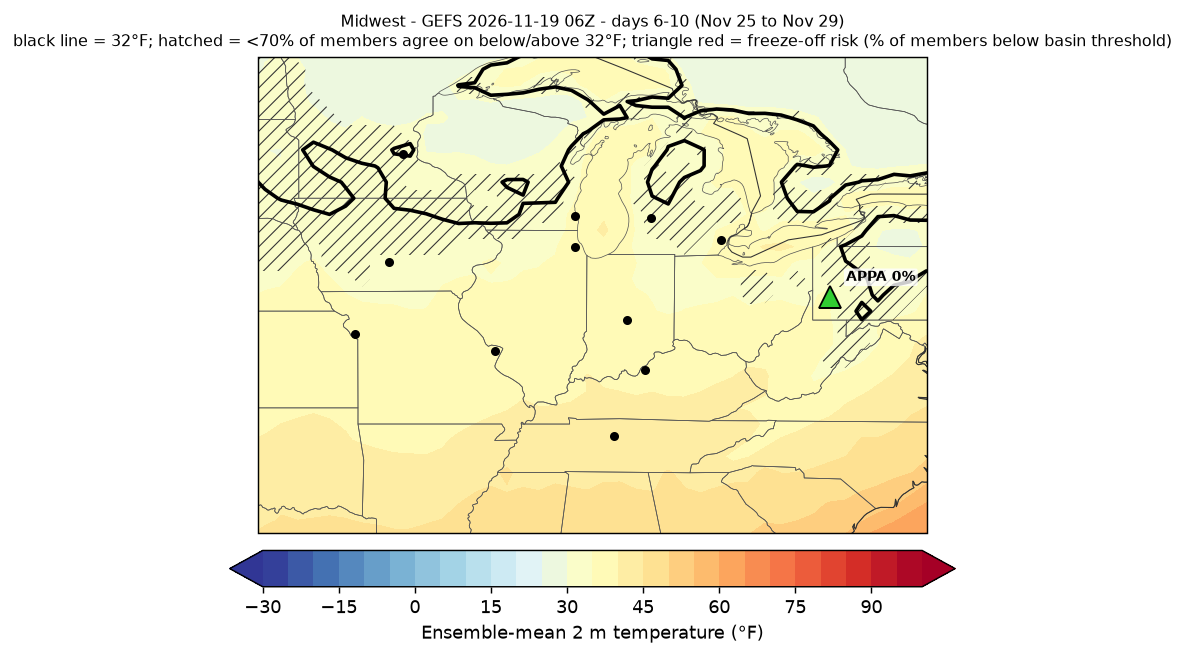 Midwest - GEFS 2026-11-19 06Z - days 6-10 (Nov 25 to Nov 29)
black line = 32°F; hatched = <70% of members agree on below/above 32°F; triangle red = freeze-off risk (% of members below basin threshold)
APPA 0%
−30 −15 0 15 30 45 60 75 90
Ensemble-mean 2 m temperature (°F)